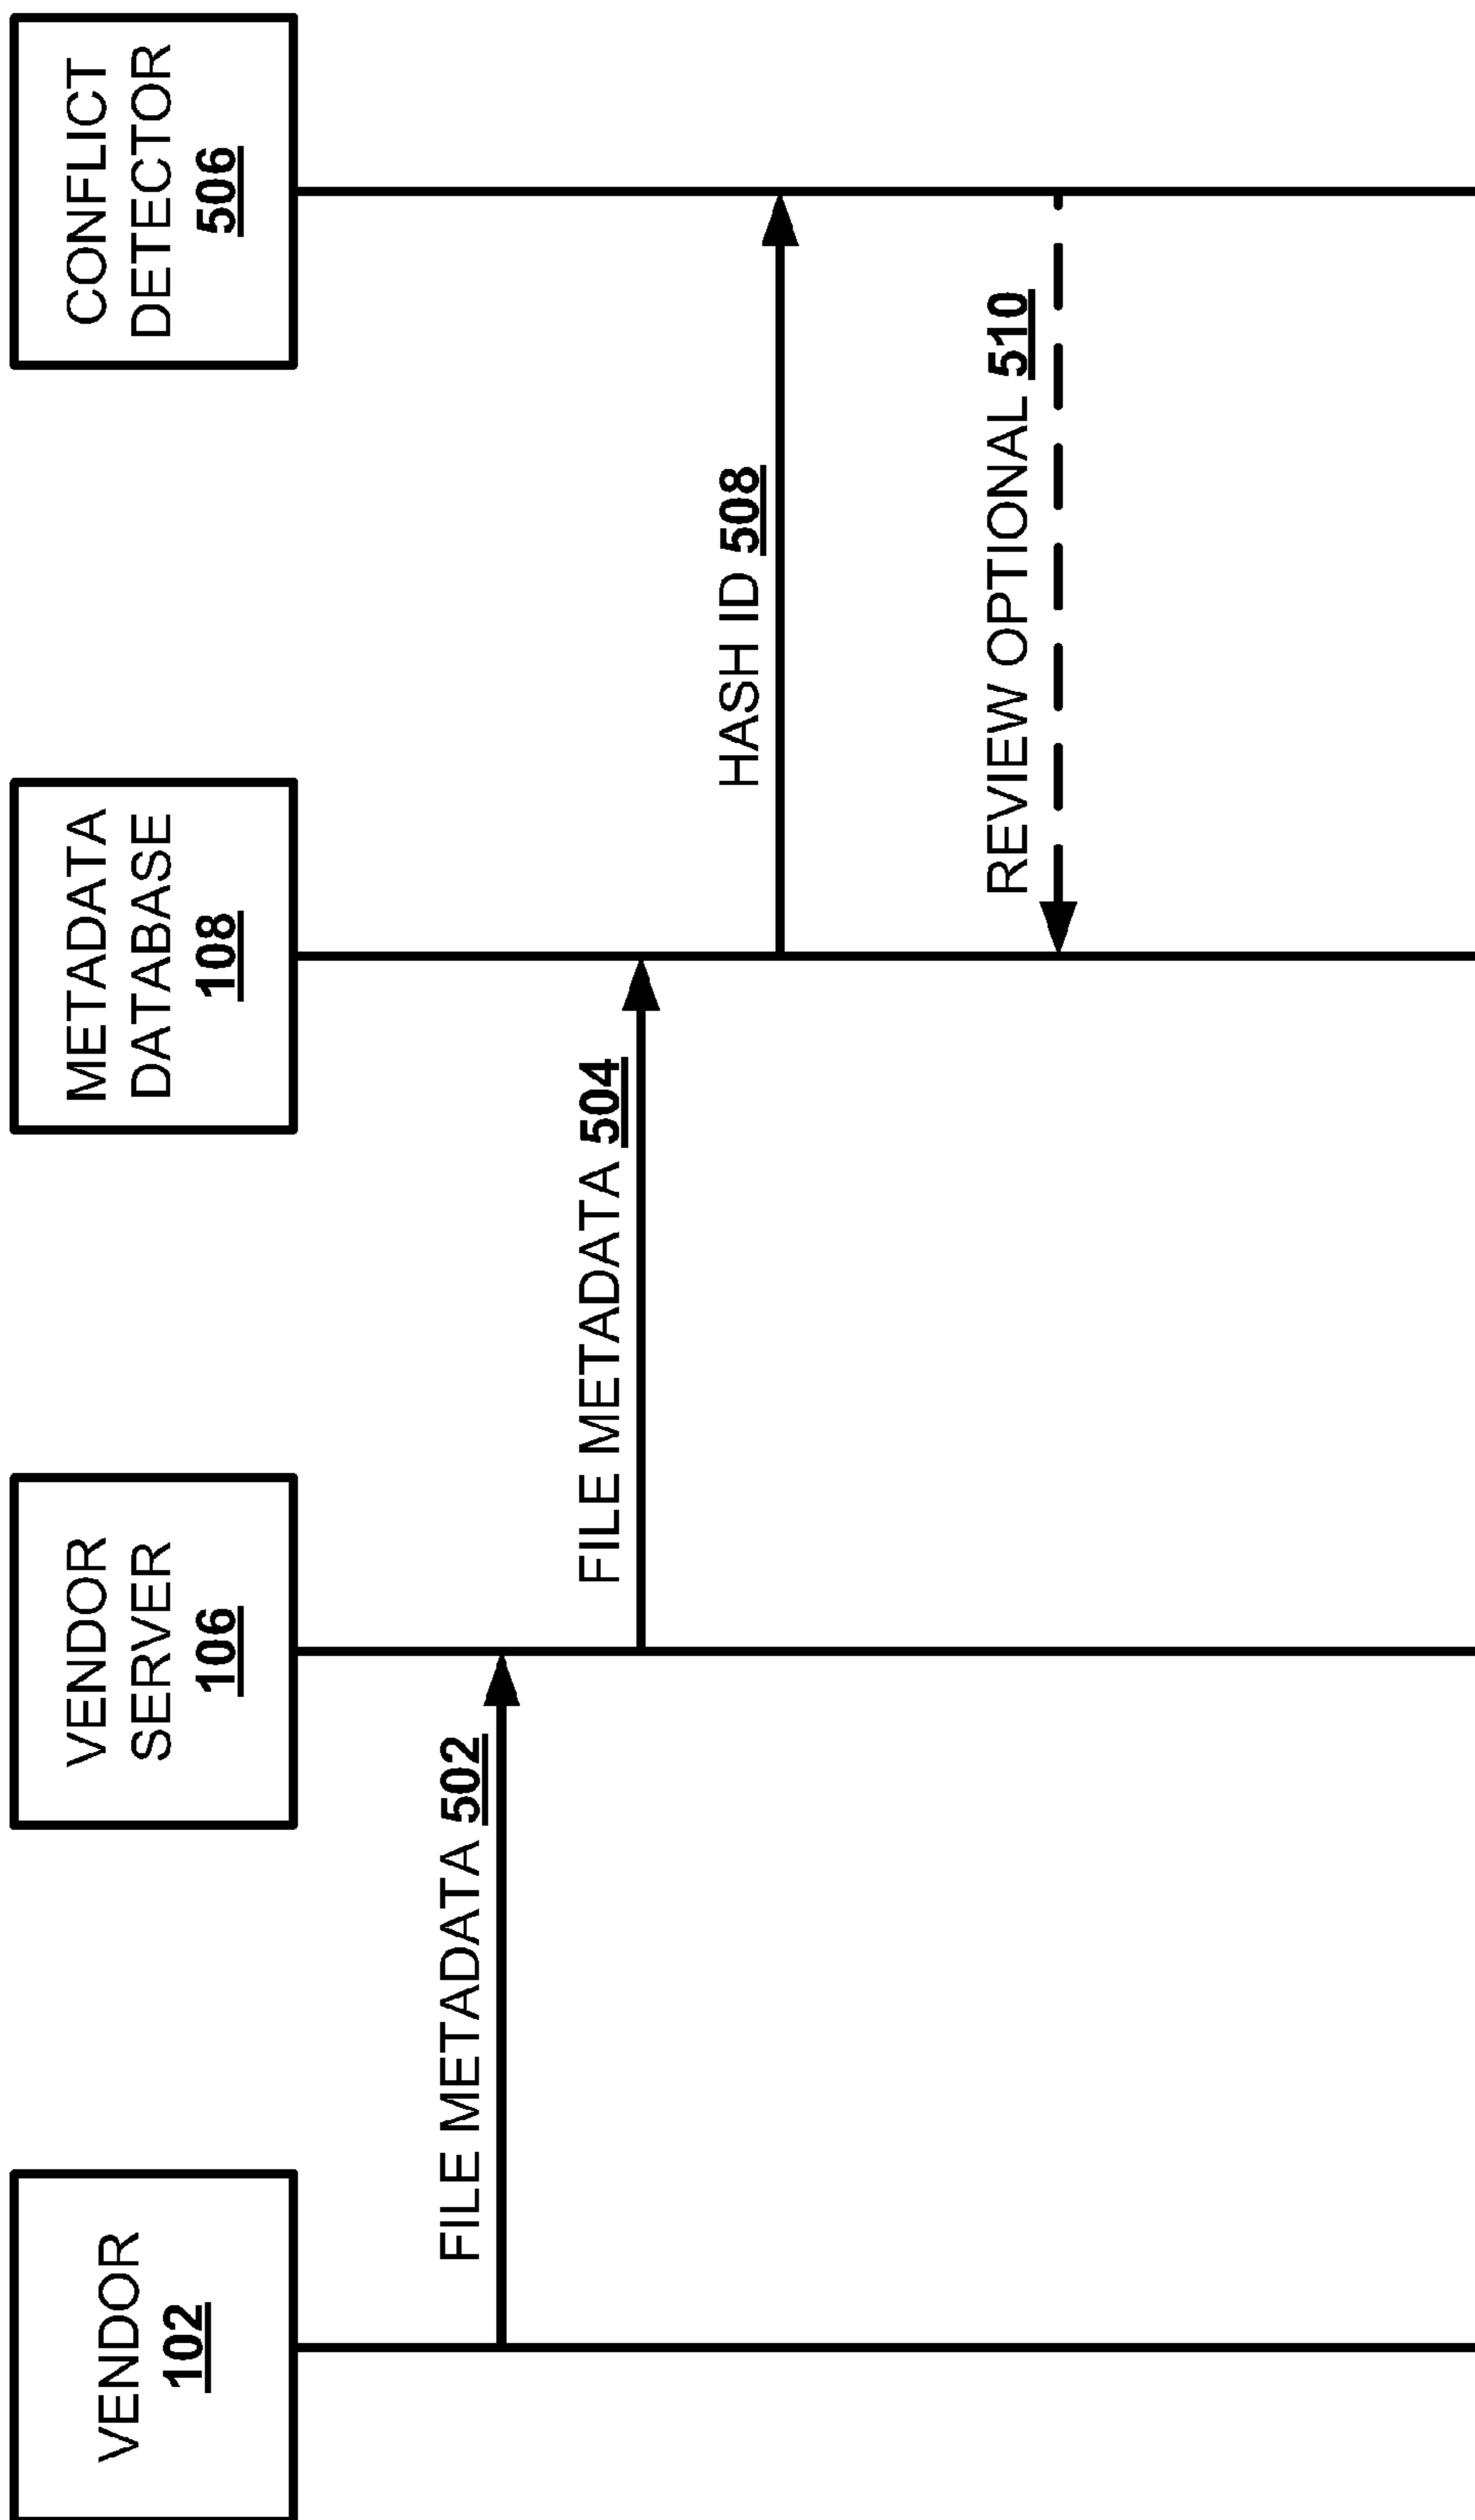 VENDOR
102
VENDOR
SERVER
106
METADATA
DATABASE
108
CONFLICT
DETECTOR
506
FILE METADATA 502
FILE METADATA 504
HASH ID 508
REVIEW OPTIONAL 510